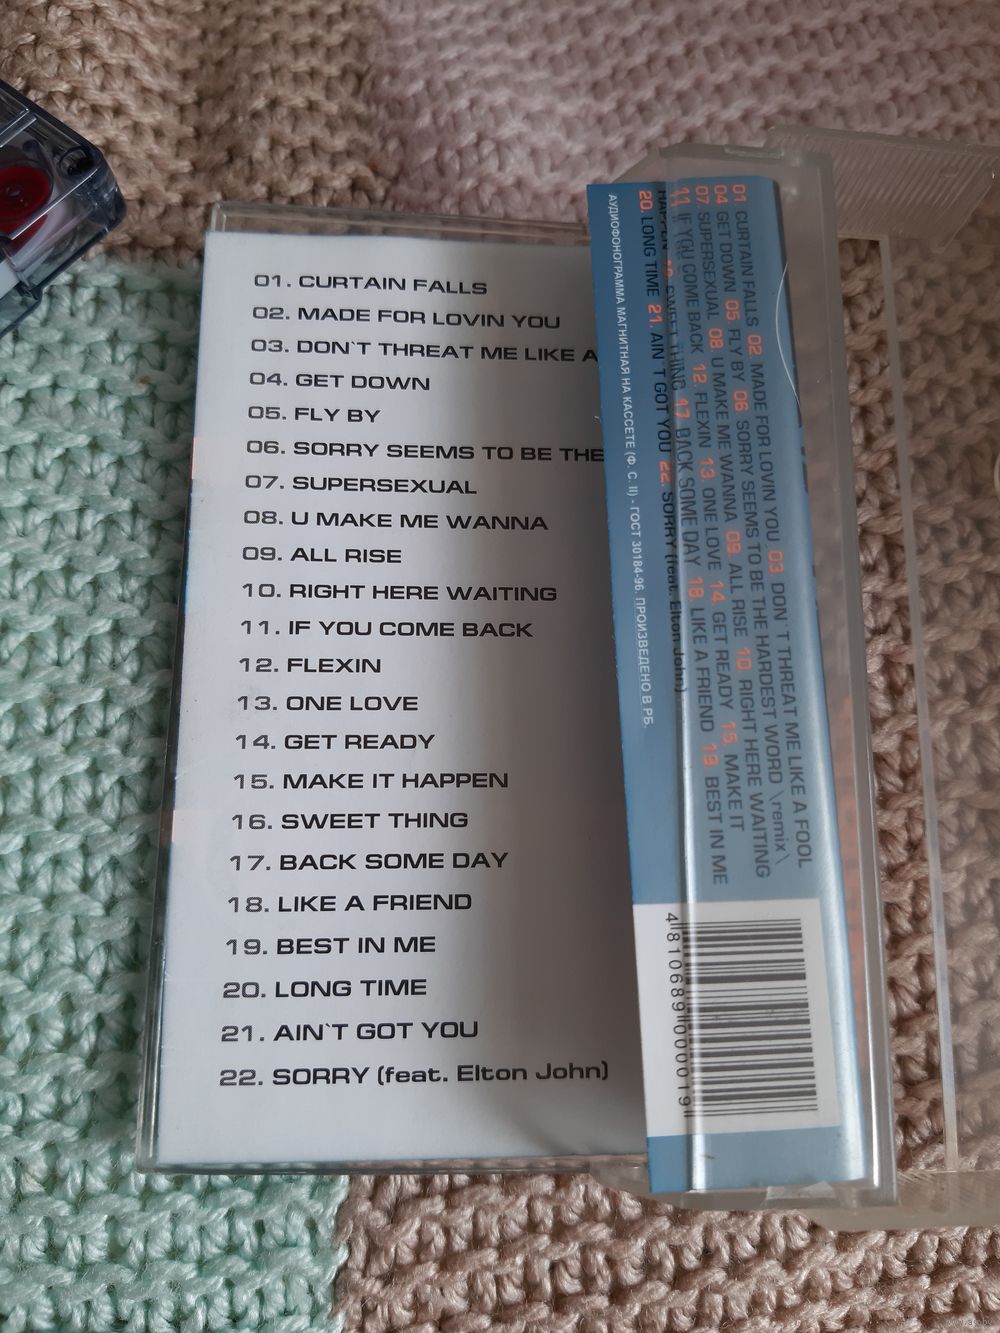 01. CURTAIN FALLS
02. MADE FOR LOVIN YOU
03. DON`T THREAT ME LIKE A
04. GET DOWN
05. FLY BY
06. SORRY SEEMS TO BE THE
07. SUPERSEXUAL
08. U MAKE ME WANNA
09. ALL RISE
10. RIGHT HERE WAITING
11. IF YOU COME BACK
12. FLEXIN
13. ONE LOVE
14. GET READY
15. MAKE IT HAPPEN
16. SWEET THING
17. BACK SOME DAY
18. LIKE A FRIEND
19. BEST IN ME
20. LONG TIME
21. AIN`T GOT YOU
22. SORRY (feat. Elton John)
01 CURTAIN FALLS 02 MADE FOR LOVIN YOU 03 DON`T THREAT ME LIKE A FOOL
04 GET DOWN 05 FLY BY 06 SORRY SEEMS TO BE THE HARDEST WORD \remix\
07 SUPERSEXUAL 08. U MAKE ME WANNA 09 ALL RISE 10 RIGHT HERE WAITING
11 IF YOU COME BACK 12. FLEXIN 13 ONE LOVE 14. GET READY 15. MAKE IT
HAPPEN SWEET THING 17 BACK SOME DAY 18. LIKE A FRIEND 19. BEST IN ME
20. LONG TIME 21. AIN`T GOT YOU 22. SORRY (feat. Elton John)
АУДИОФОНОГРАММА МАГНИТНАЯ НА КАССЕТЕ (Ф. С. II) - ГОСТ 30184-96. ПРОИЗВЕДЕНО В РБ.
4810689000019